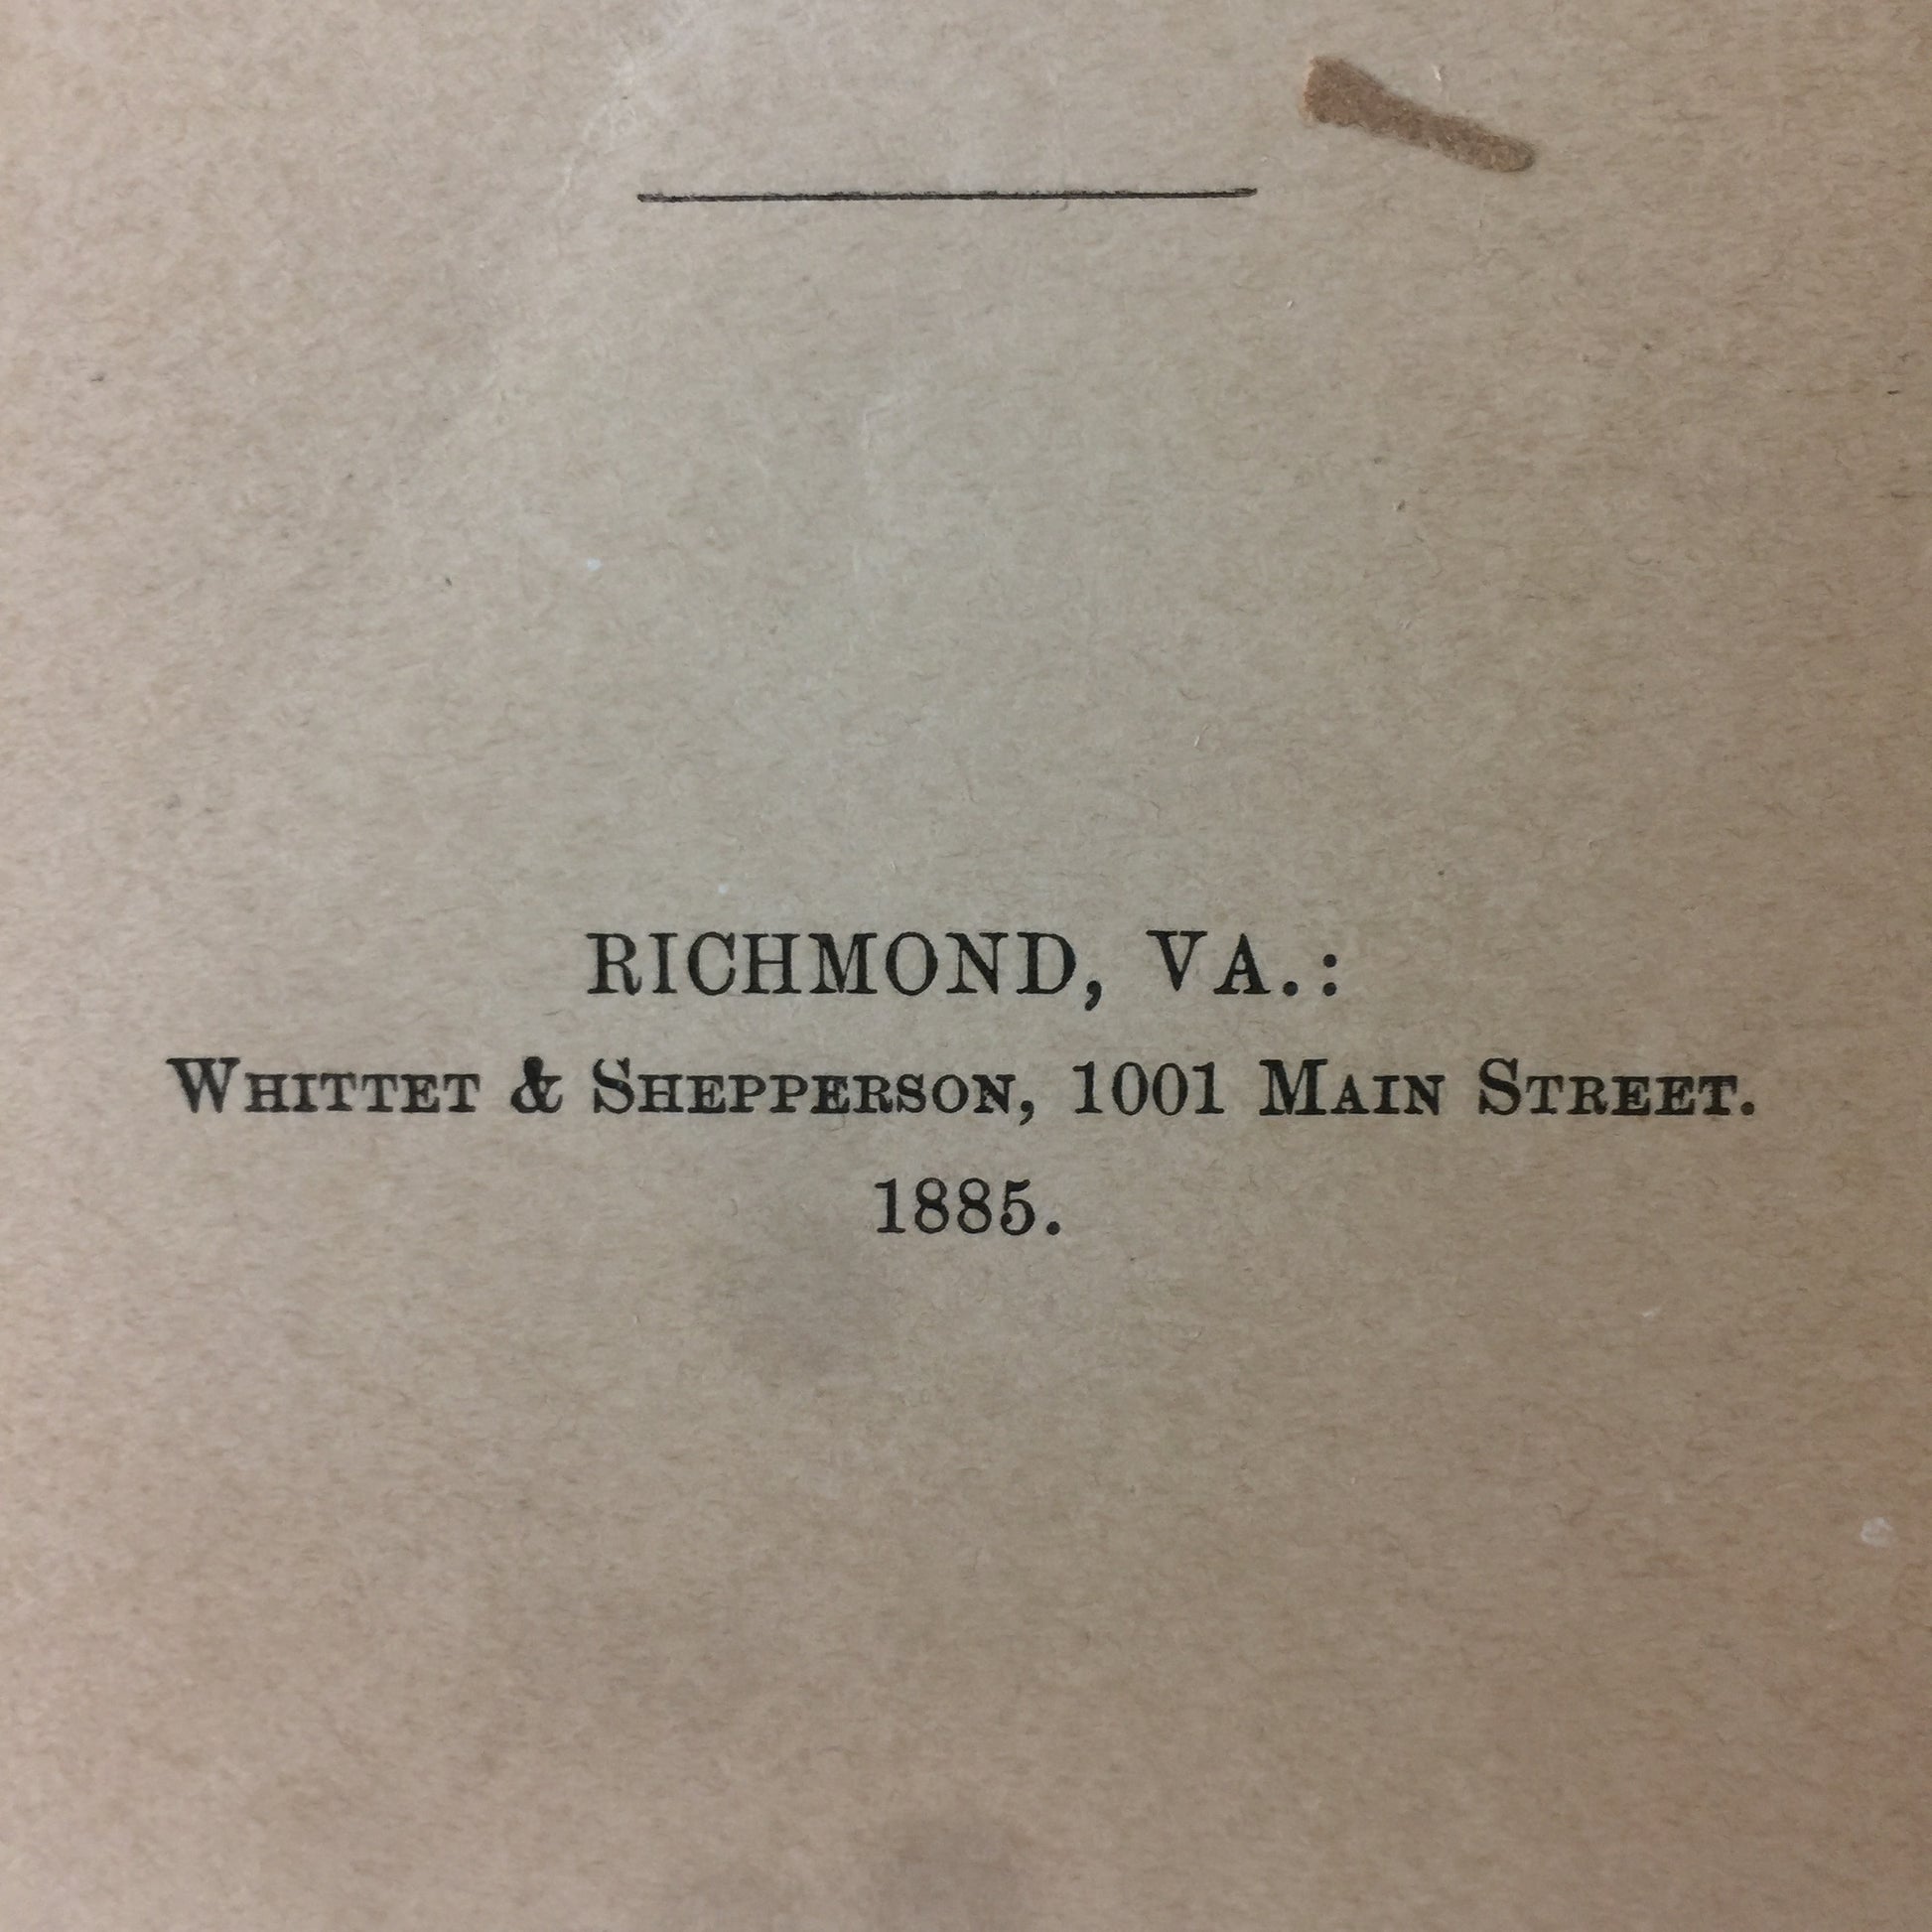 RICHMOND, VA.:
WHITTET & SHEPPERSON, 1001 MAIN STREET.
1885.